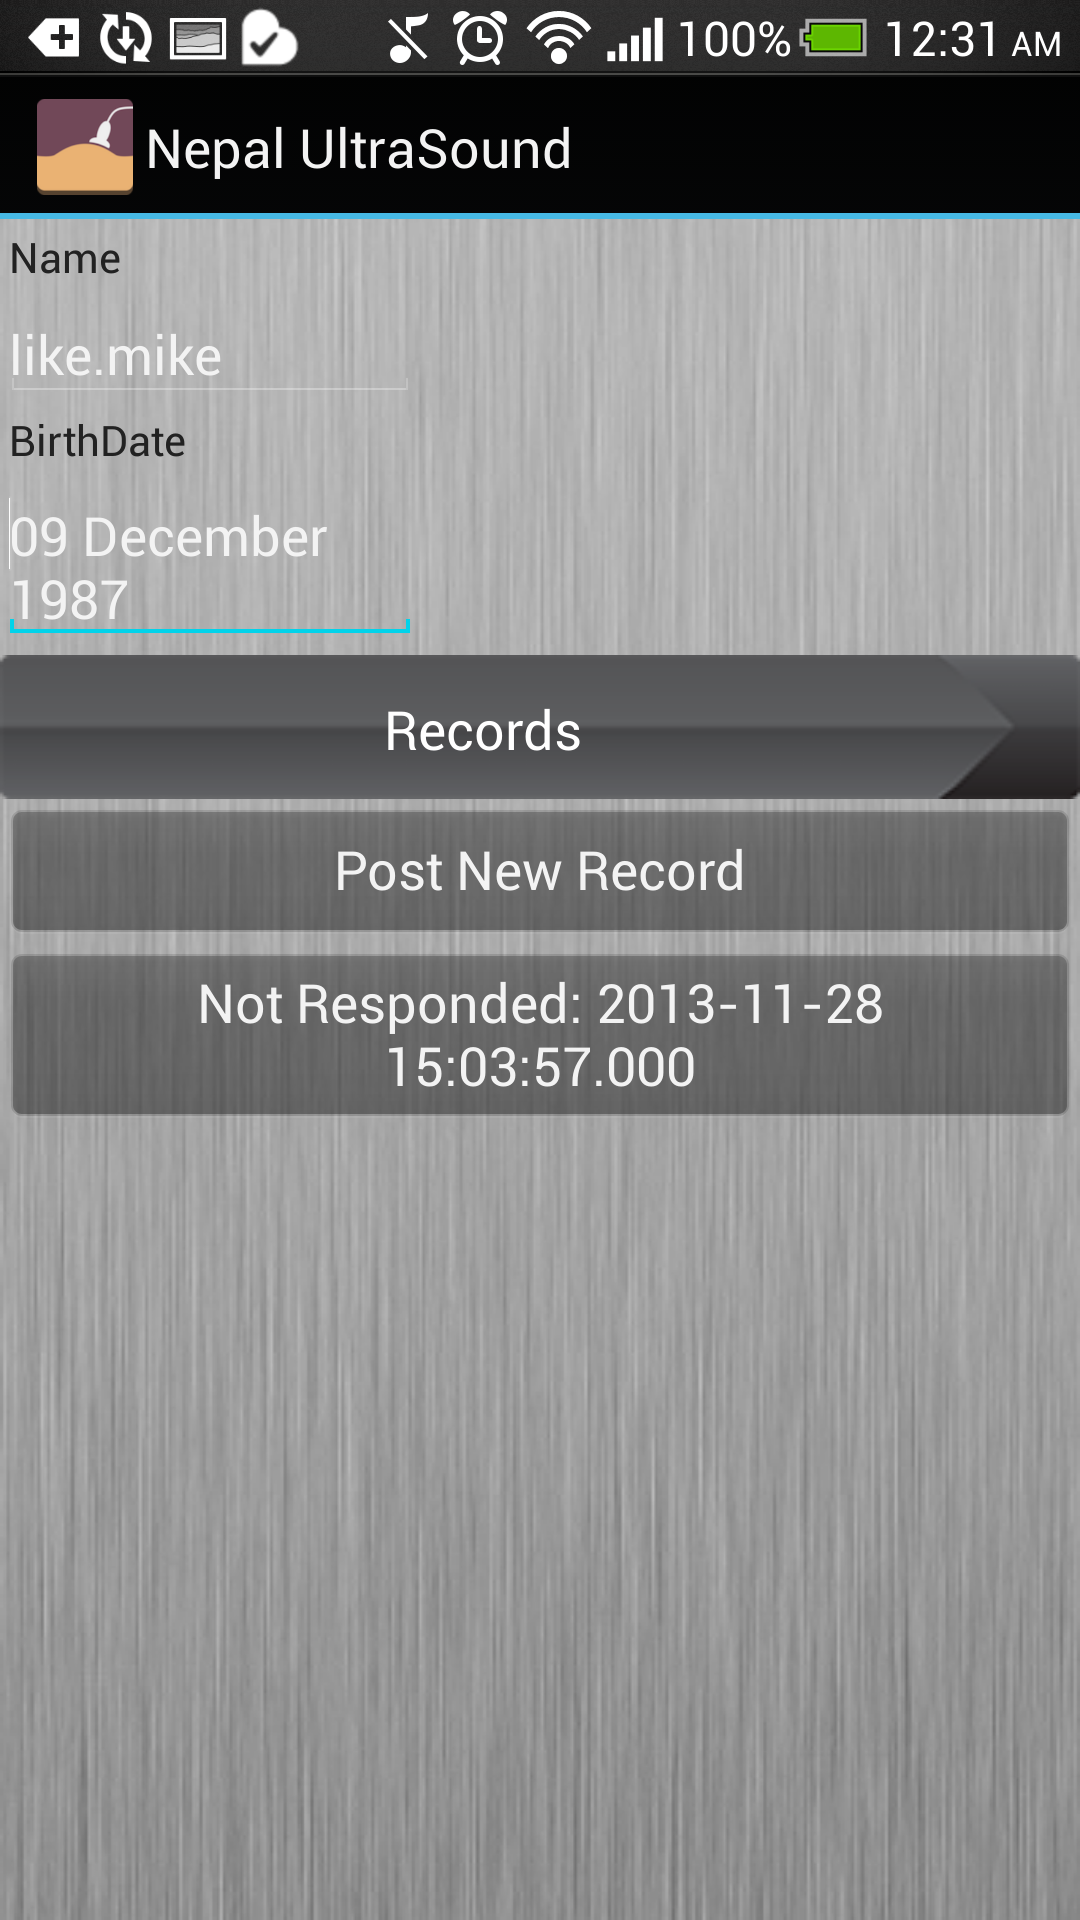 100% 12:31 AM
Nepal UltraSound
Name
like.mike
BirthDate
09 December
1987
Records
Post New Record
Not Responded: 2013-11-28
15:03:57.000